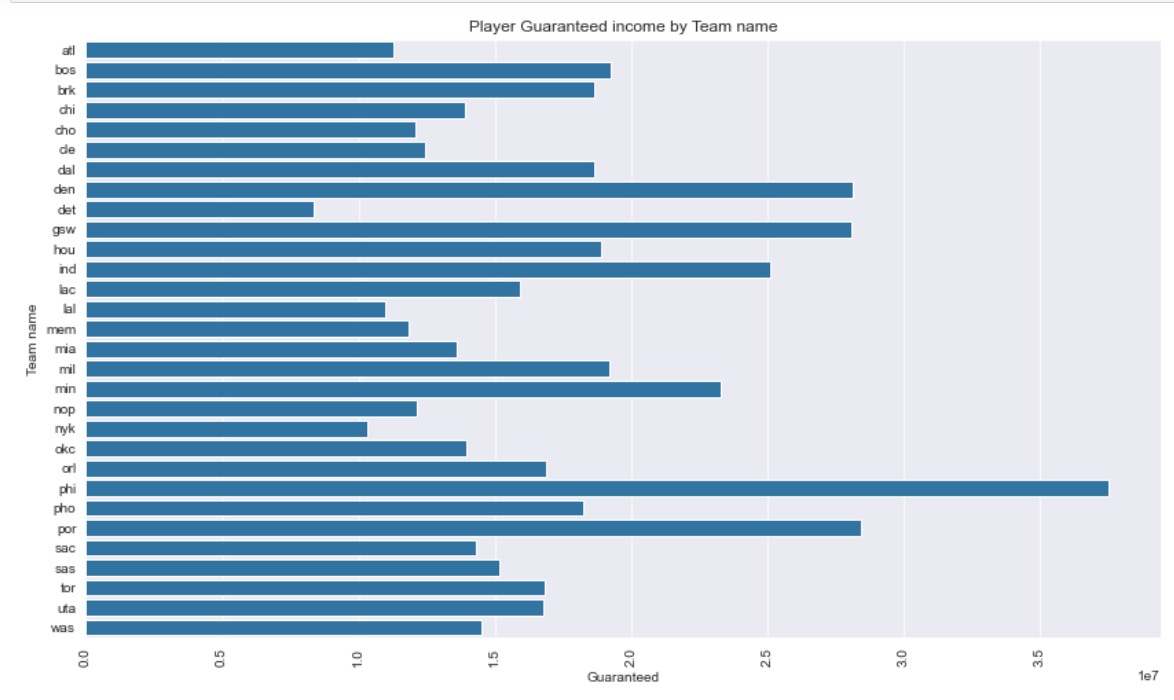 Player Guaranteed income by Team name
atl
bos
brk
chi
cho
cle
dal
den
det
gsw
hou
ind
lac
lal
mem
mia
mil
min
nop
nyk
okc
orl
phi
pho
por
sac
sas
tor
uta
was
Team name
0.0
0.5
1.0
1.5
2.0
2.5
3.0
3.5
Guaranteed
1e7